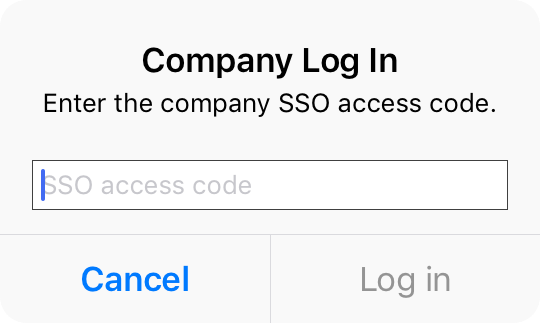 Company Log In
Enter the company SSO access code.
SSO access code
Cancel
Log in